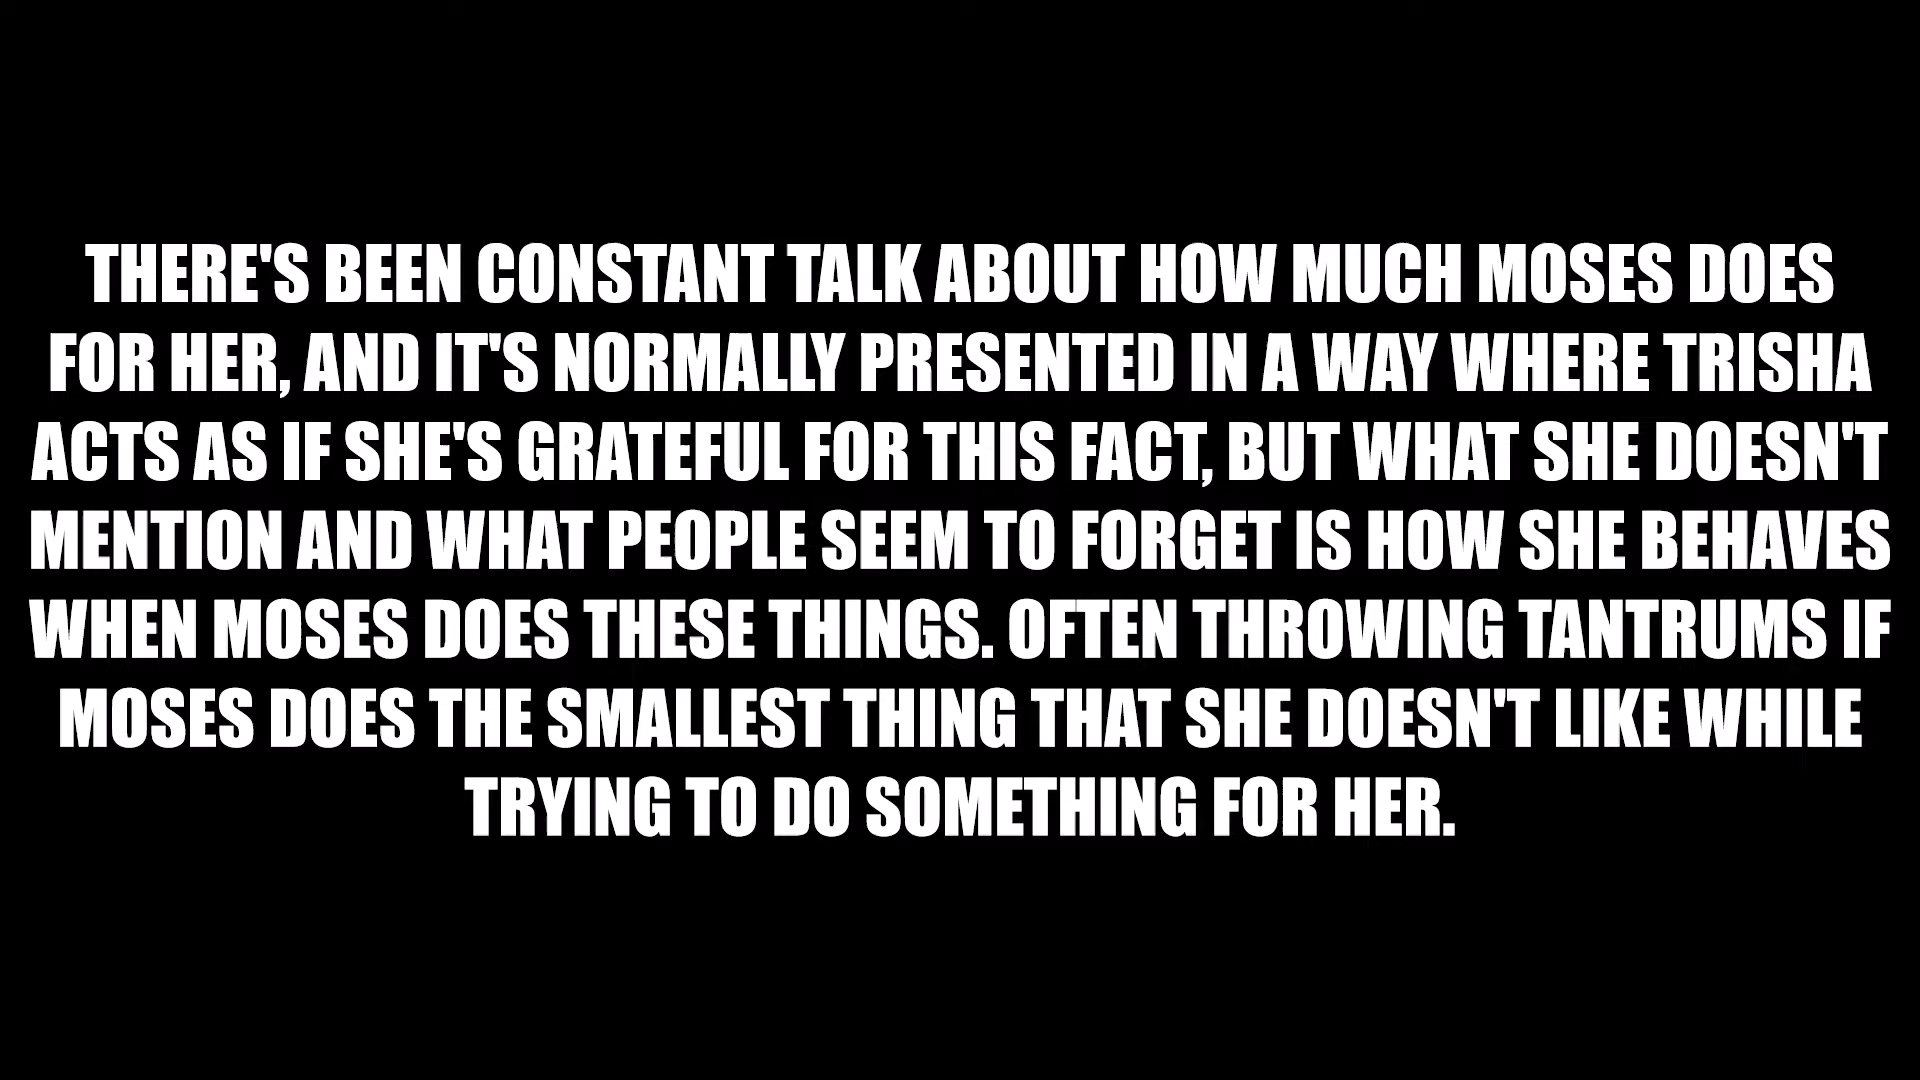 THERE'S BEEN CONSTANT TALK ABOUT HOW MUCH MOSES DOES
FOR HER, AND IT'S NORMALLY PRESENTED IN A WAY WHERE TRISHA
ACTS AS IF SHE'S GRATEFUL FOR THIS FACT, BUT WHAT SHE DOESN'T
MENTION AND WHAT PEOPLE SEEM TO FORGET IS HOW SHE BEHAVES
WHEN MOSES DOES THESE THINGS. OFTEN THROWING TANTRUMS IF
MOSES DOES THE SMALLEST THING THAT SHE DOESN'T LIKE WHILE
TRYING TO DO SOMETHING FOR HER.